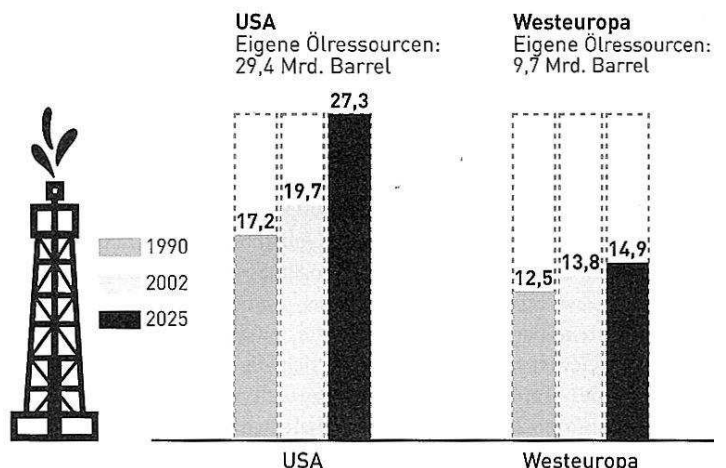 USA
Eigene Ölressourcen:
29,4 Mrd. Barrel
Westeuropa
Eigene Ölressourcen:
9,7 Mrd. Barrel
27,3
19,7
17,2
14,9
13,8
12,5
1990
2002
2025
USA
Westeuropa